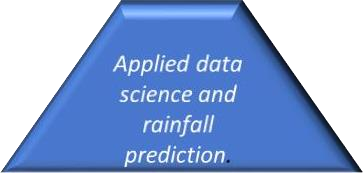 Applied data
science and
rainfall
prediction.